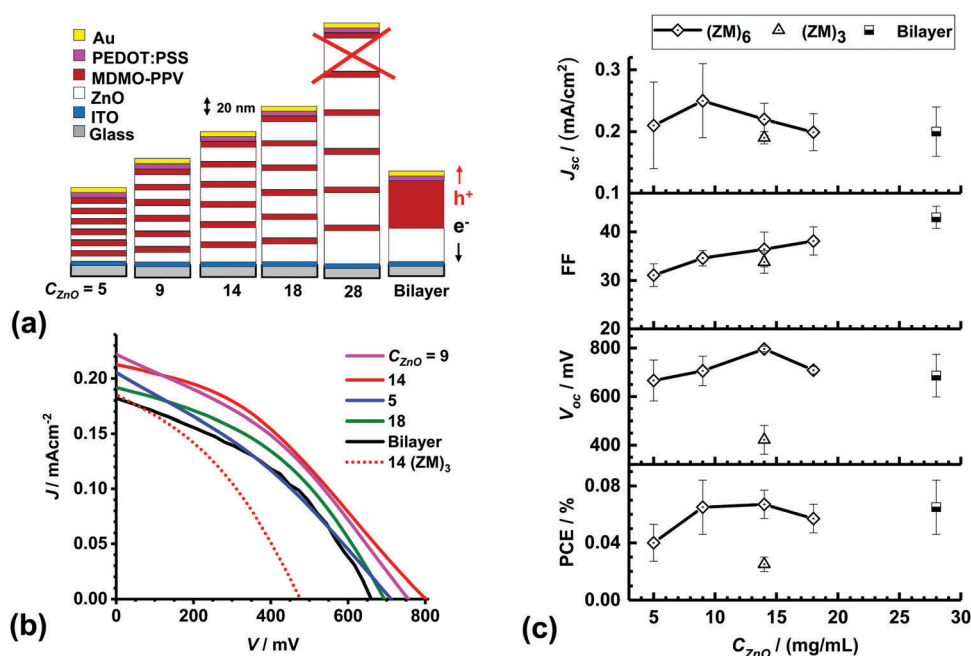 Au
PEDOT:PSS
MDMO-PPV
ZnO
ITO
Glass
20 nm
h+
e-
C_ZnO = 5 9 14 18 28 Bilayer
(a)
J / mAcm-2
0.20
0.15
0.10
0.05
0.00
0 200 400 600 800
V / mV
C_ZnO = 9
14
5
18
Bilayer
14 (ZM)3
(b)
(ZM)6 (ZM)3 Bilayer
Jsc / (mA/cm2)
0.3
0.2
0.1
FF
40
30
20
Voc / mV
800
600
400
PCE / %
0.08
0.04
0.00
5 10 15 20 25 30
C_ZnO / (mg/mL)
(c)